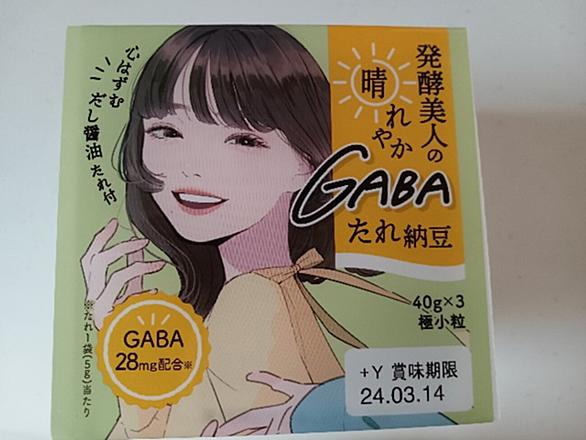 発酵美人の
晴れやか
GABA
たれ納豆
心はずむ
だし醤油たれ付
40g×3
極小粒
GABA
28mg配合※
※たれ1袋(5g)当たり
+Y 賞味期限
24.03.14